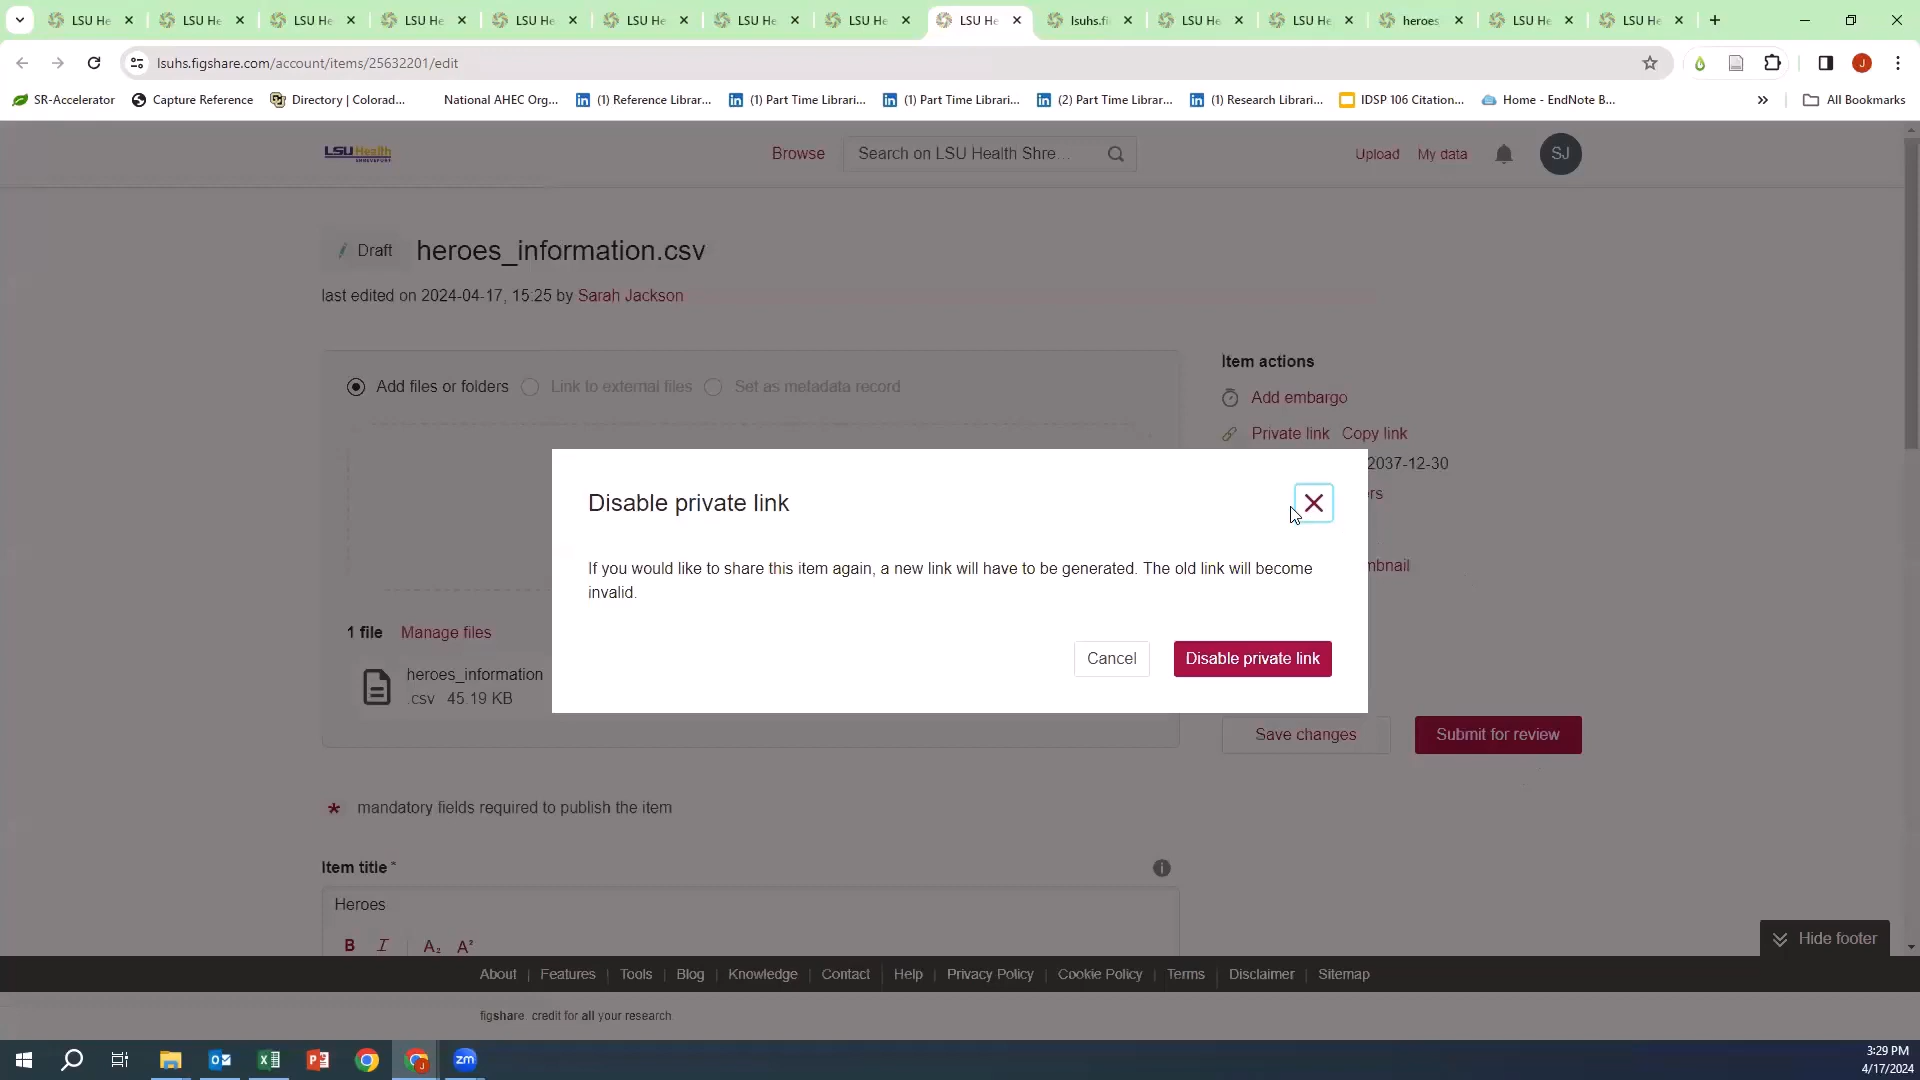 LSU He
LSU He
LSU He
LSU He
LSU He
LSU He
LSU He
LSU He
LSU He
lsuhs.fi
LSU He
LSU He
heroes
LSU He
LSU He
lsuhs.figshare.com/account/items/25632201/edit
J
SR-Accelerator
Capture Reference
Directory | Colorad...
National AHEC Org...
(1) Reference Librar...
(1) Part Time Librari...
(1) Part Time Librari...
(2) Part Time Librar...
(1) Research Librari...
IDSP 106 Citation...
Home - EndNote B...
All Bookmarks
LSU Health
SHREVEPORT
Browse
Search on LSU Health Shre...
Upload
My data
SJ
Draft
heroes_information.csv
last edited on 2024-04-17, 15:25 by Sarah Jackson
Add files or folders
Link to external files
Set as metadata record
Item actions
Add embargo
Private link
Copy link
2037-12-30
rs
mbnail
Disable private link
If you would like to share this item again, a new link will have to be generated. The old link will become
invalid.
Cancel
Disable private link
1 file
Manage files
heroes_information
.csv 45.19 KB
Save changes
Submit for review
* mandatory fields required to publish the item
Item title *
Heroes
B I A₂ A²
Hide footer
About | Features | Tools | Blog | Knowledge | Contact | Help | Privacy Policy | Cookie Policy | Terms | Disclaimer | Sitemap
figshare. credit for all your research.
zm
3:29 PM
4/17/2024